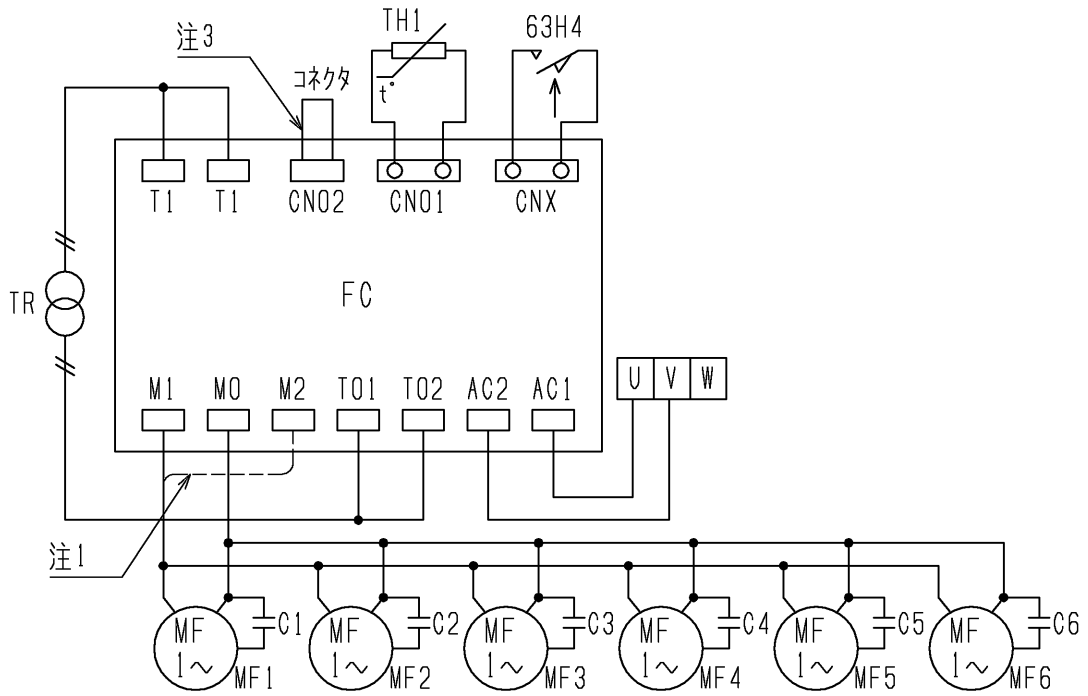 TH1
63H4
注3
コネクタ
t°
T1 T1 CN02 CN01 CNX
FC
TR
M1 M0 M2 T01 T02 AC2 AC1
U V W
注1
MF 1~ C1 MF1
MF 1~ C2 MF2
MF 1~ C3 MF3
MF 1~ C4 MF4
MF 1~ C5 MF5
MF 1~ C6 MF6